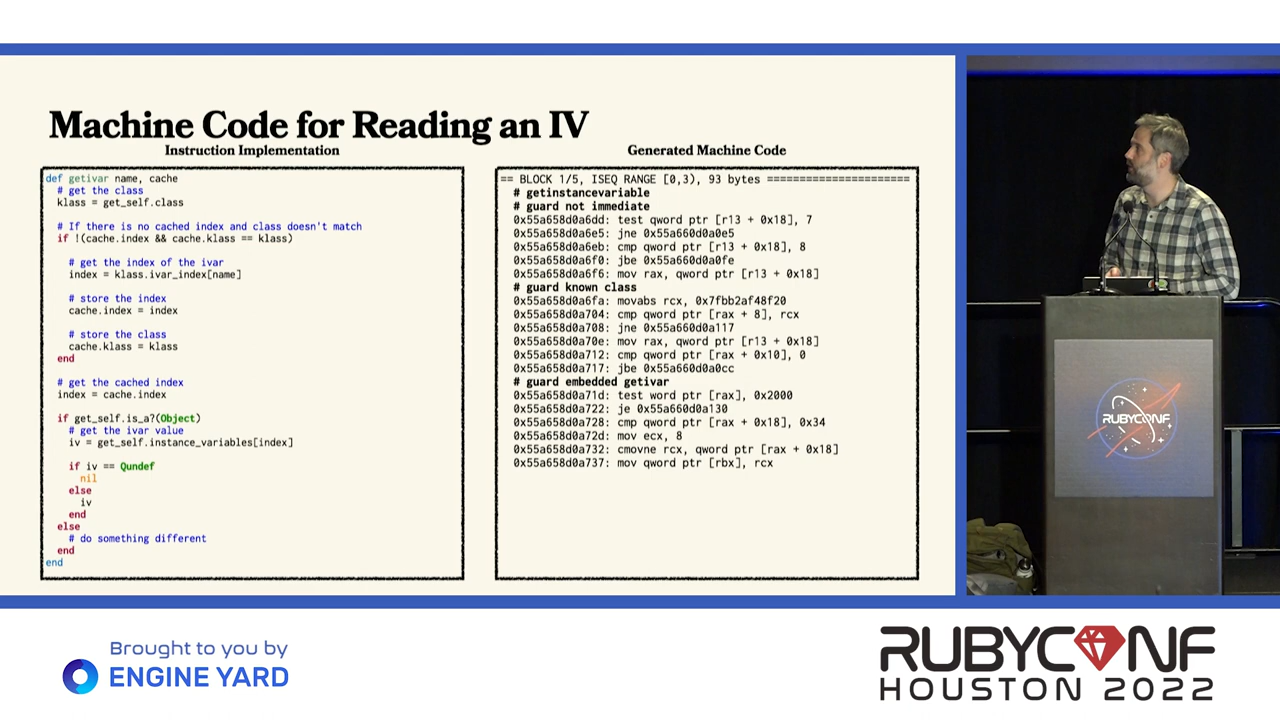 Machine Code for Reading an IV
Instruction Implementation
def getivar name, cache
# get the class
klass = get_self.class
# If there is no cached index and class doesn't match
if !(cache.index && cache.klass == klass)
# get the index of the ivar
index = klass.ivar_index[name]
# store the index
cache.index = index
# store the class
cache.klass = klass
end
# get the cached index
index = cache.index
if get_self.is_a?(Object)
# get the ivar value
iv = get_self.instance_variables[index]
if iv == Qundef
nil
else
iv
end
else
# do something different
end
end
Generated Machine Code
== BLOCK 1/5, ISEQ RANGE [0,3), 93 bytes ======================
# getinstancevariable
# guard not immediate
0x55a658d0a6dd: test qword ptr [r13 + 0x18], 7
0x55a658d0a6e5: jne 0x55a660d0a0e5
0x55a658d0a6eb: cmp qword ptr [r13 + 0x18], 8
0x55a658d0a6f0: jbe 0x55a660d0a0fe
0x55a658d0a6f6: mov rax, qword ptr [r13 + 0x18]
# guard known class
0x55a658d0a6fa: movabs rcx, 0x7fbb2af48f20
0x55a658d0a704: cmp qword ptr [rax + 8], rcx
0x55a658d0a708: jne 0x55a660d0a117
0x55a658d0a70e: mov rax, qword ptr [r13 + 0x18]
0x55a658d0a712: cmp qword ptr [rax + 0x10], 0
0x55a658d0a717: jbe 0x55a660d0a0cc
# guard embedded getivar
0x55a658d0a71d: test word ptr [rax], 0x2000
0x55a658d0a722: je 0x55a660d0a130
0x55a658d0a728: cmp qword ptr [rax + 0x18], 0x34
0x55a658d0a72d: mov ecx, 8
0x55a658d0a732: cmovne rcx, qword ptr [rax + 0x18]
0x55a658d0a737: mov qword ptr [rbx], rcx
RUBYCONF
Brought to you by
ENGINE YARD
RUBYCONF
HOUSTON 2022